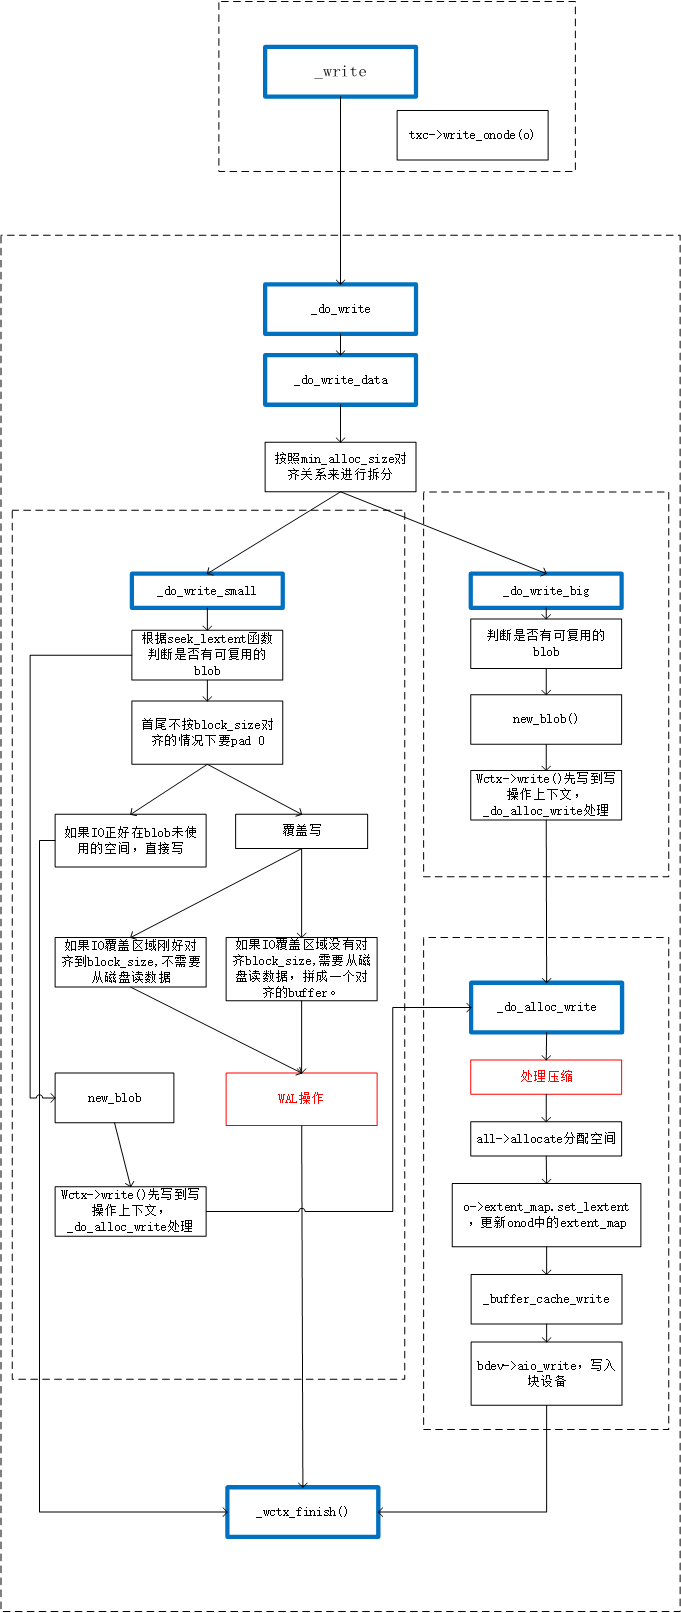 _write
txc->write_onode(o)
_do_write
_do_write_data
按照min_alloc_size对
齐关系来进行拆分
_do_write_small
根据seek_lextent函数
判断是否有可复用的
blob
首尾不按block_size对
齐的情况下要pad 0
如果IO正好在blob未使
用的空间，直接写
覆盖写
如果IO覆盖区域刚好对
齐到block_size,不需要
从磁盘读数据
如果IO覆盖区域没有对
齐block_size,需要从磁
盘读数据，拼成一个对
齐的buffer。
new_blob
WAL操作
Wctx->write()先写到写
操作上下文，
_do_alloc_write处理
_do_write_big
判断是否有可复用的
blob
new_blob()
Wctx->write()先写到写
操作上下文，
_do_alloc_write处理
_do_alloc_write
处理压缩
all->allocate分配空间
o->extent_map.set_lextent
，更新onod中的extent_map
_buffer_cache_write
bdev->aio_write，写入
块设备
_wctx_finish()